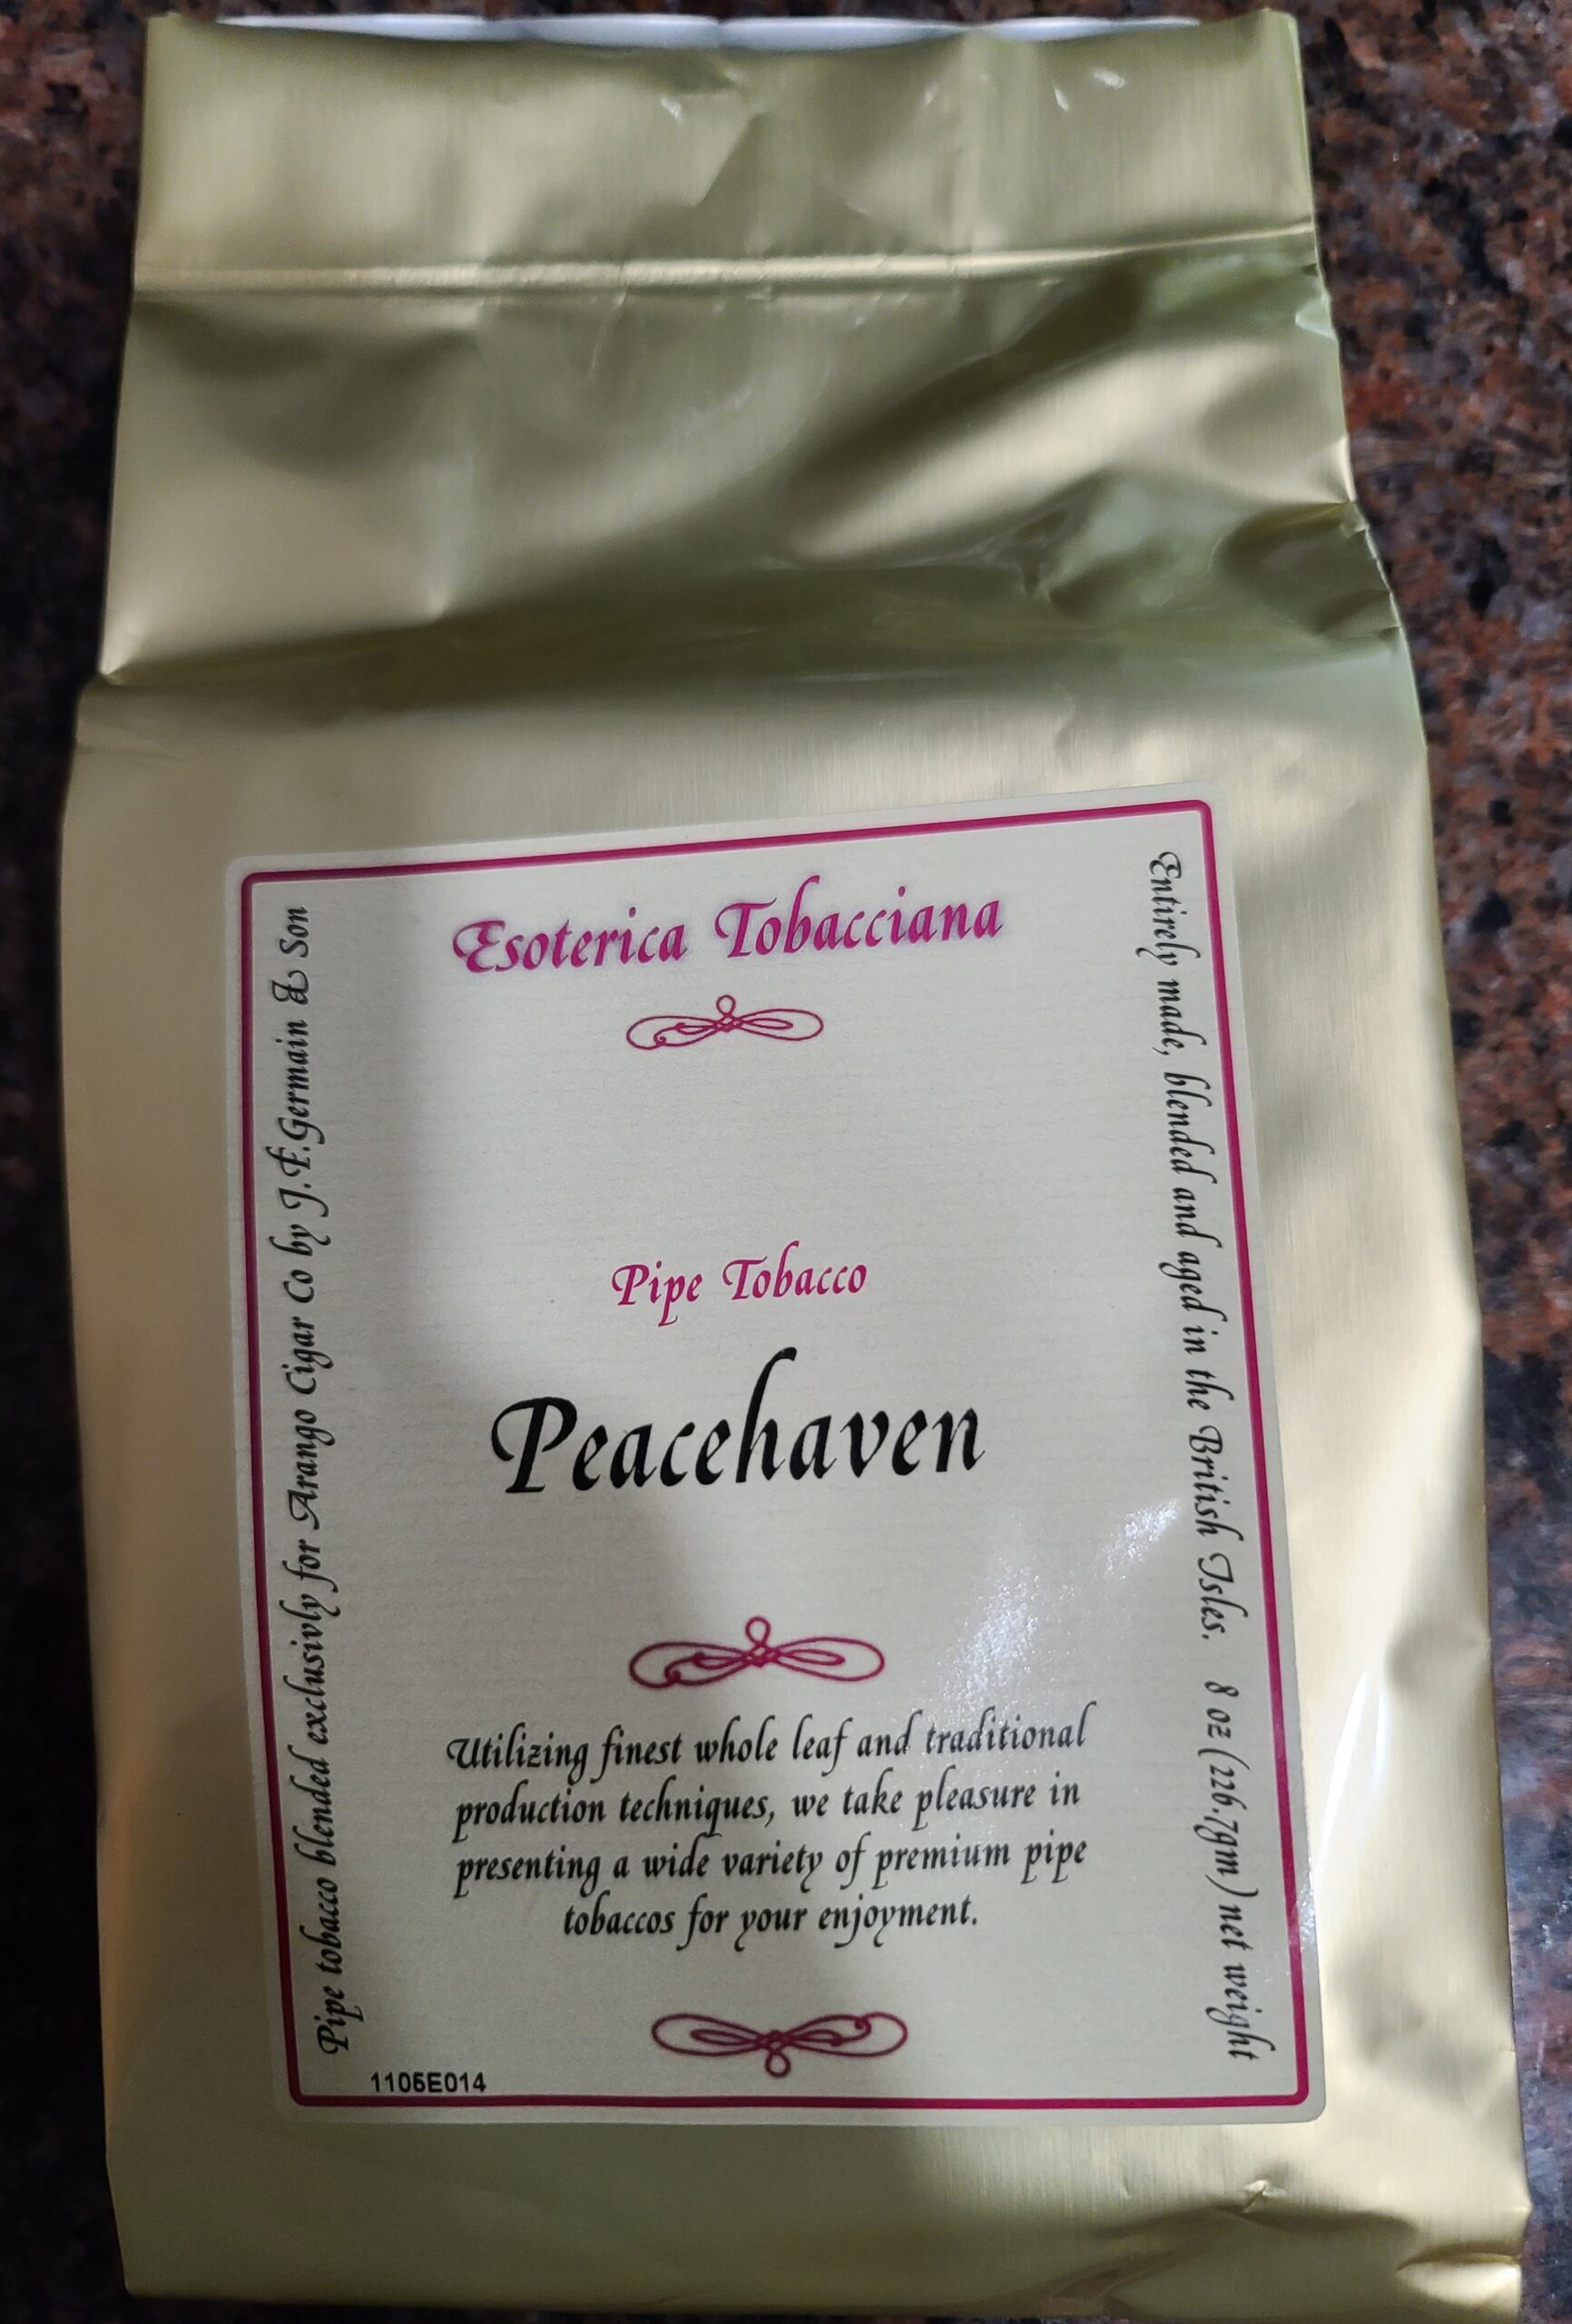 Esoterica Tobacciana
Pipe Tobacco
Peacehaven
Utilizing finest whole leaf and traditional
production techniques, we take pleasure in
presenting a wide variety of premium pipe
tobaccos for your enjoyment.
Pipe tobacco blended exclusivly for Arango Cigar Co by J.F.Germain & Son
Entirely made, blended and aged in the British Isles. 8 oz (226.7gm) net weight
1106E014